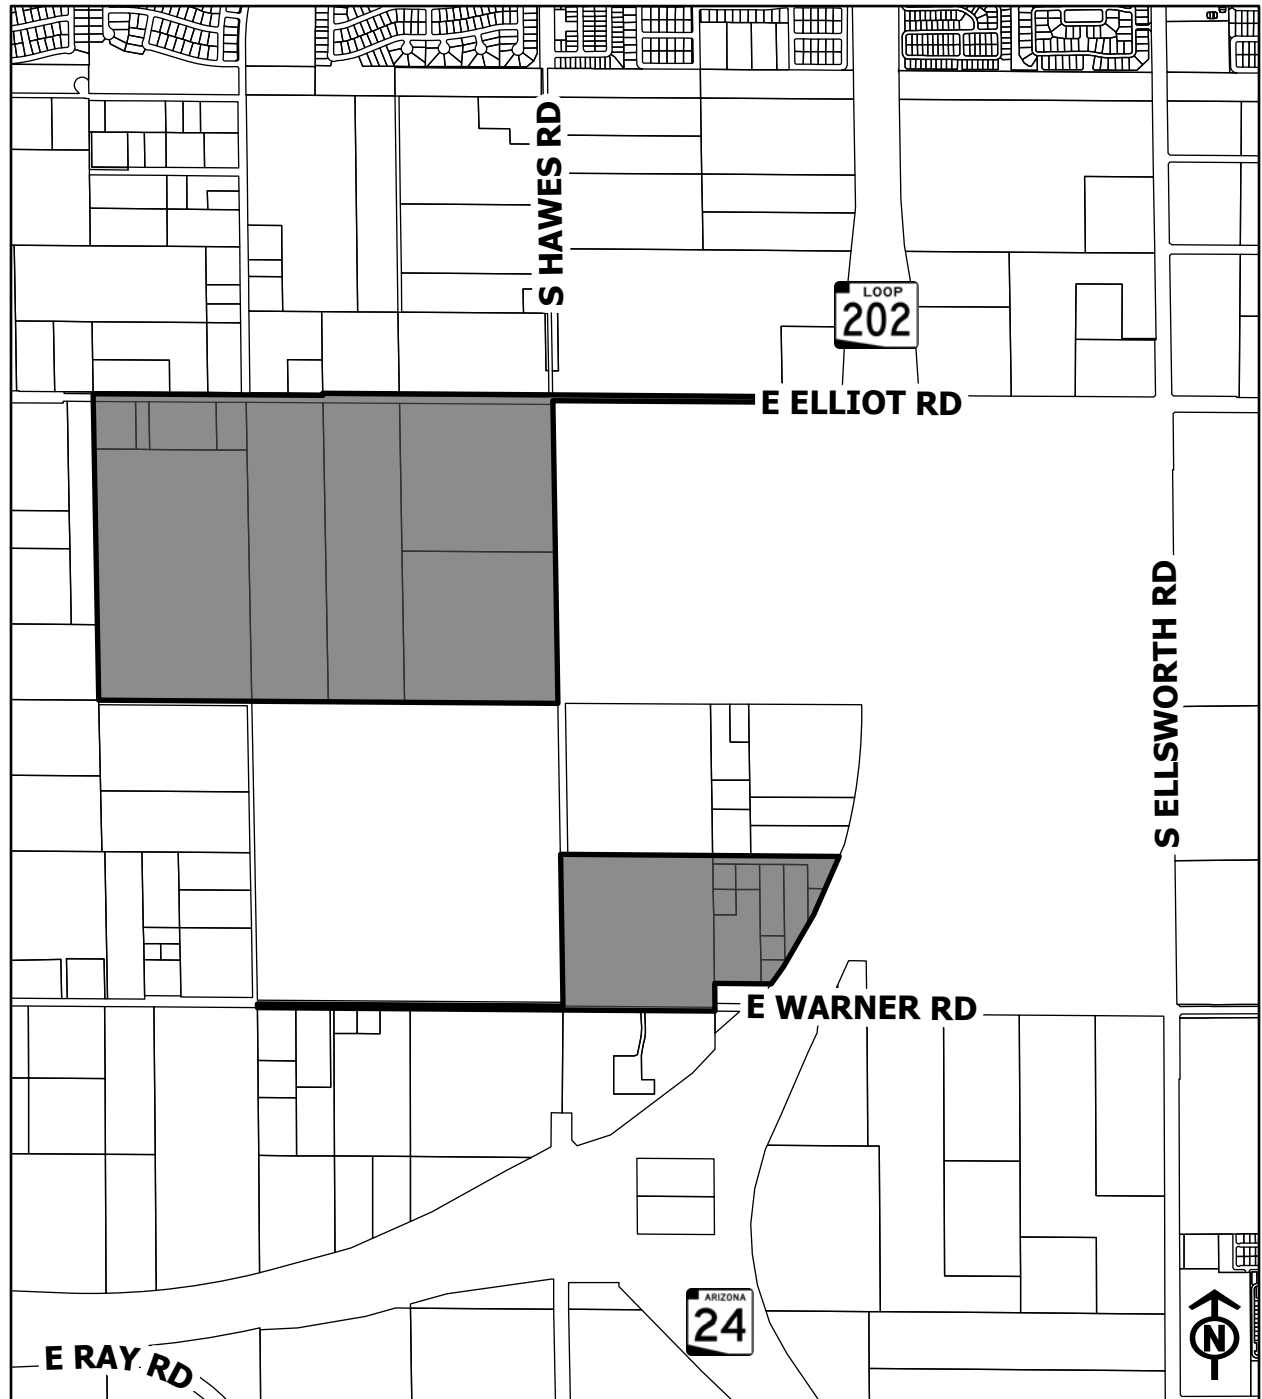 S HAWES RD
LOOP
202
E ELLIOT RD
S ELLSWORTH RD
E WARNER RD
ARIZONA
24
N
E RAY RD